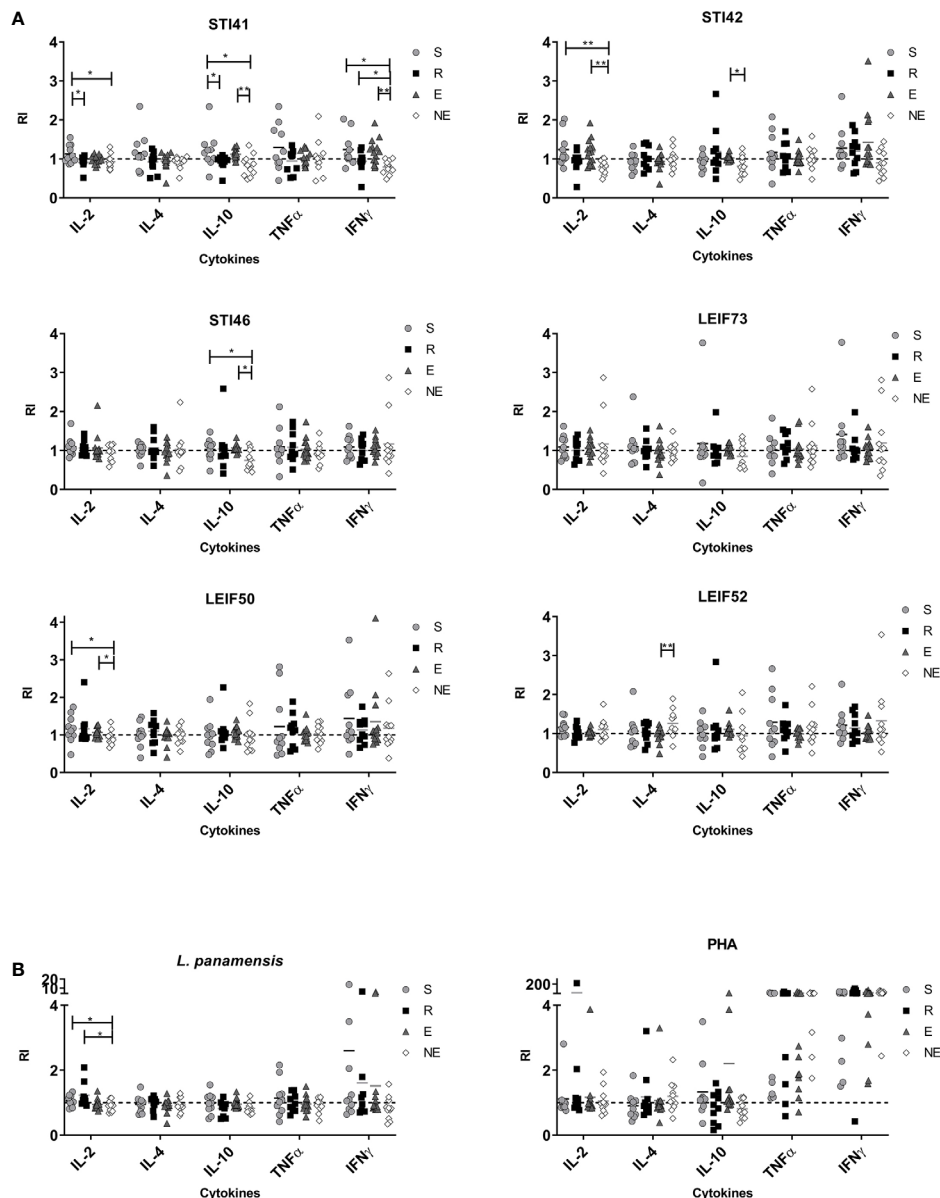 A
STI41
4
3
2
1
0
RI
* * * * ** * * **
IL-2 IL-4 IL-10 TNFα IFNγ
Cytokines
S
R
E
NE
STI42
4
3
2
1
0
RI
** ** *
IL-2 IL-4 IL-10 TNFα IFNγ
Cytokines
S
R
E
NE
STI46
4
3
2
1
0
RI
* *
IL-2 IL-4 IL-10 TNFα IFNγ
Cytokines
S
R
E
NE
LEIF73
4
3
2
1
0
RI
IL-2 IL-4 IL-10 TNFα IFNγ
Cytokines
S
R
E
NE
LEIF50
4
3
2
1
0
RI
* *
IL-2 IL-4 IL-10 TNFα IFNγ
Cytokines
S
R
E
NE
LEIF52
4
3
2
1
0
RI
**
IL-2 IL-4 IL-10 TNFα IFNγ
Cytokines
S
R
E
NE
B
L. panamensis
20
10
4
2
0
RI
* *
IL-2 IL-4 IL-10 TNFα IFNγ
Cytokines
S
R
E
NE
PHA
200
4
2
0
RI
IL-2 IL-4 IL-10 TNFα IFNγ
Cytokines
S
R
E
NE